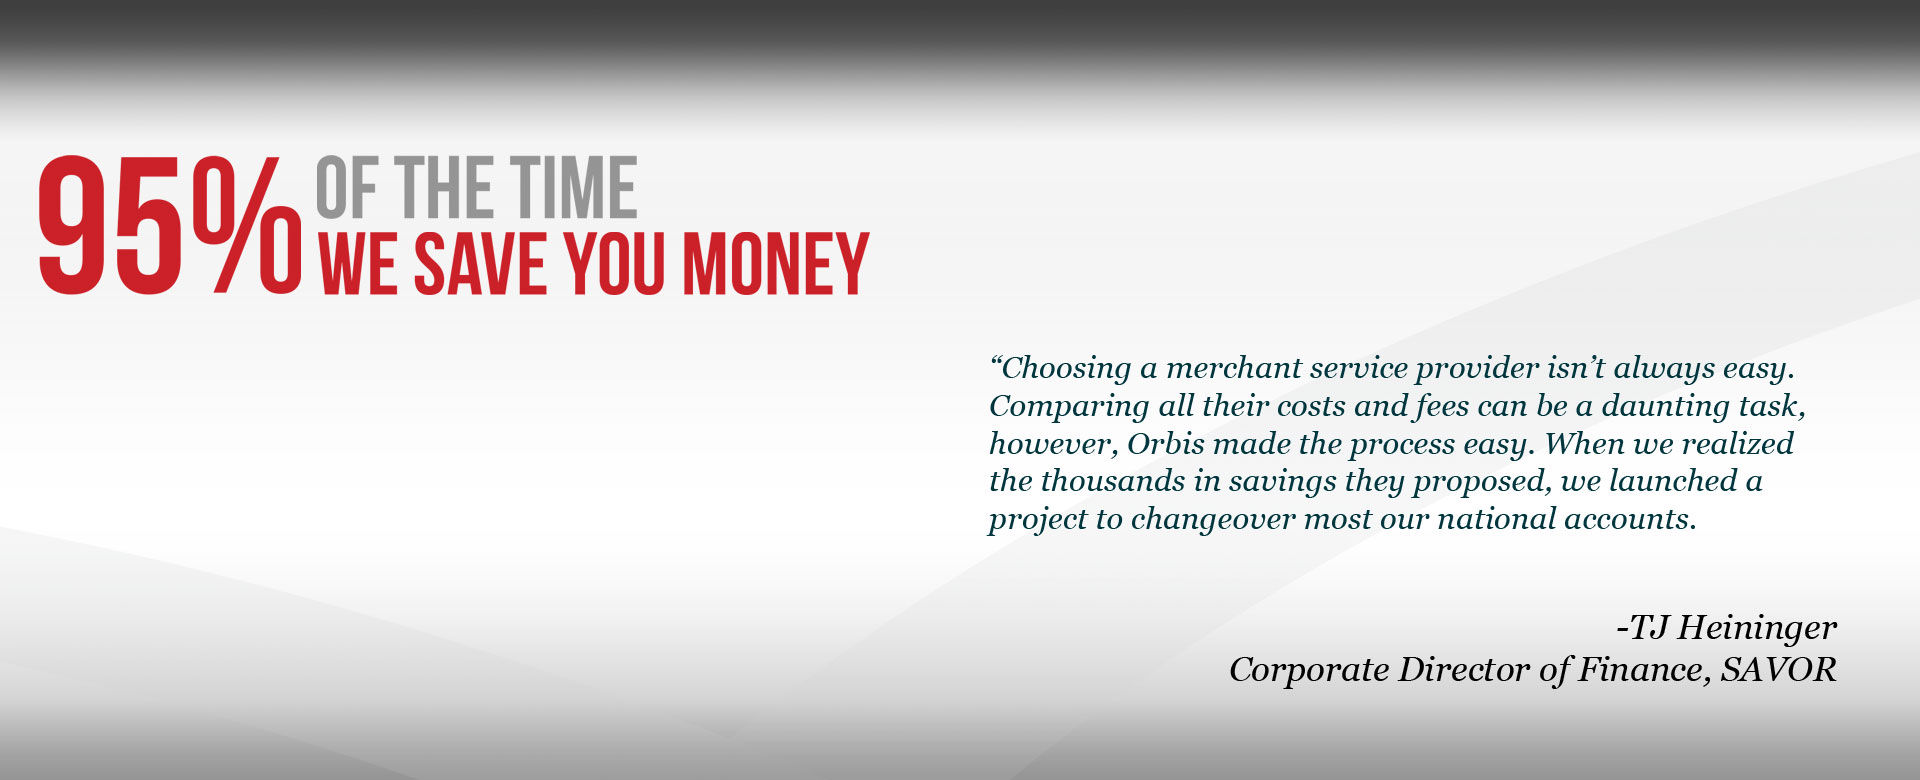 95% OF THE TIME
WE SAVE YOU MONEY
“Choosing a merchant service provider isn’t always easy.
Comparing all their costs and fees can be a daunting task,
however, Orbis made the process easy. When we realized
the thousands in savings they proposed, we launched a
project to changeover most our national accounts.
-TJ Heininger
Corporate Director of Finance, SAVOR